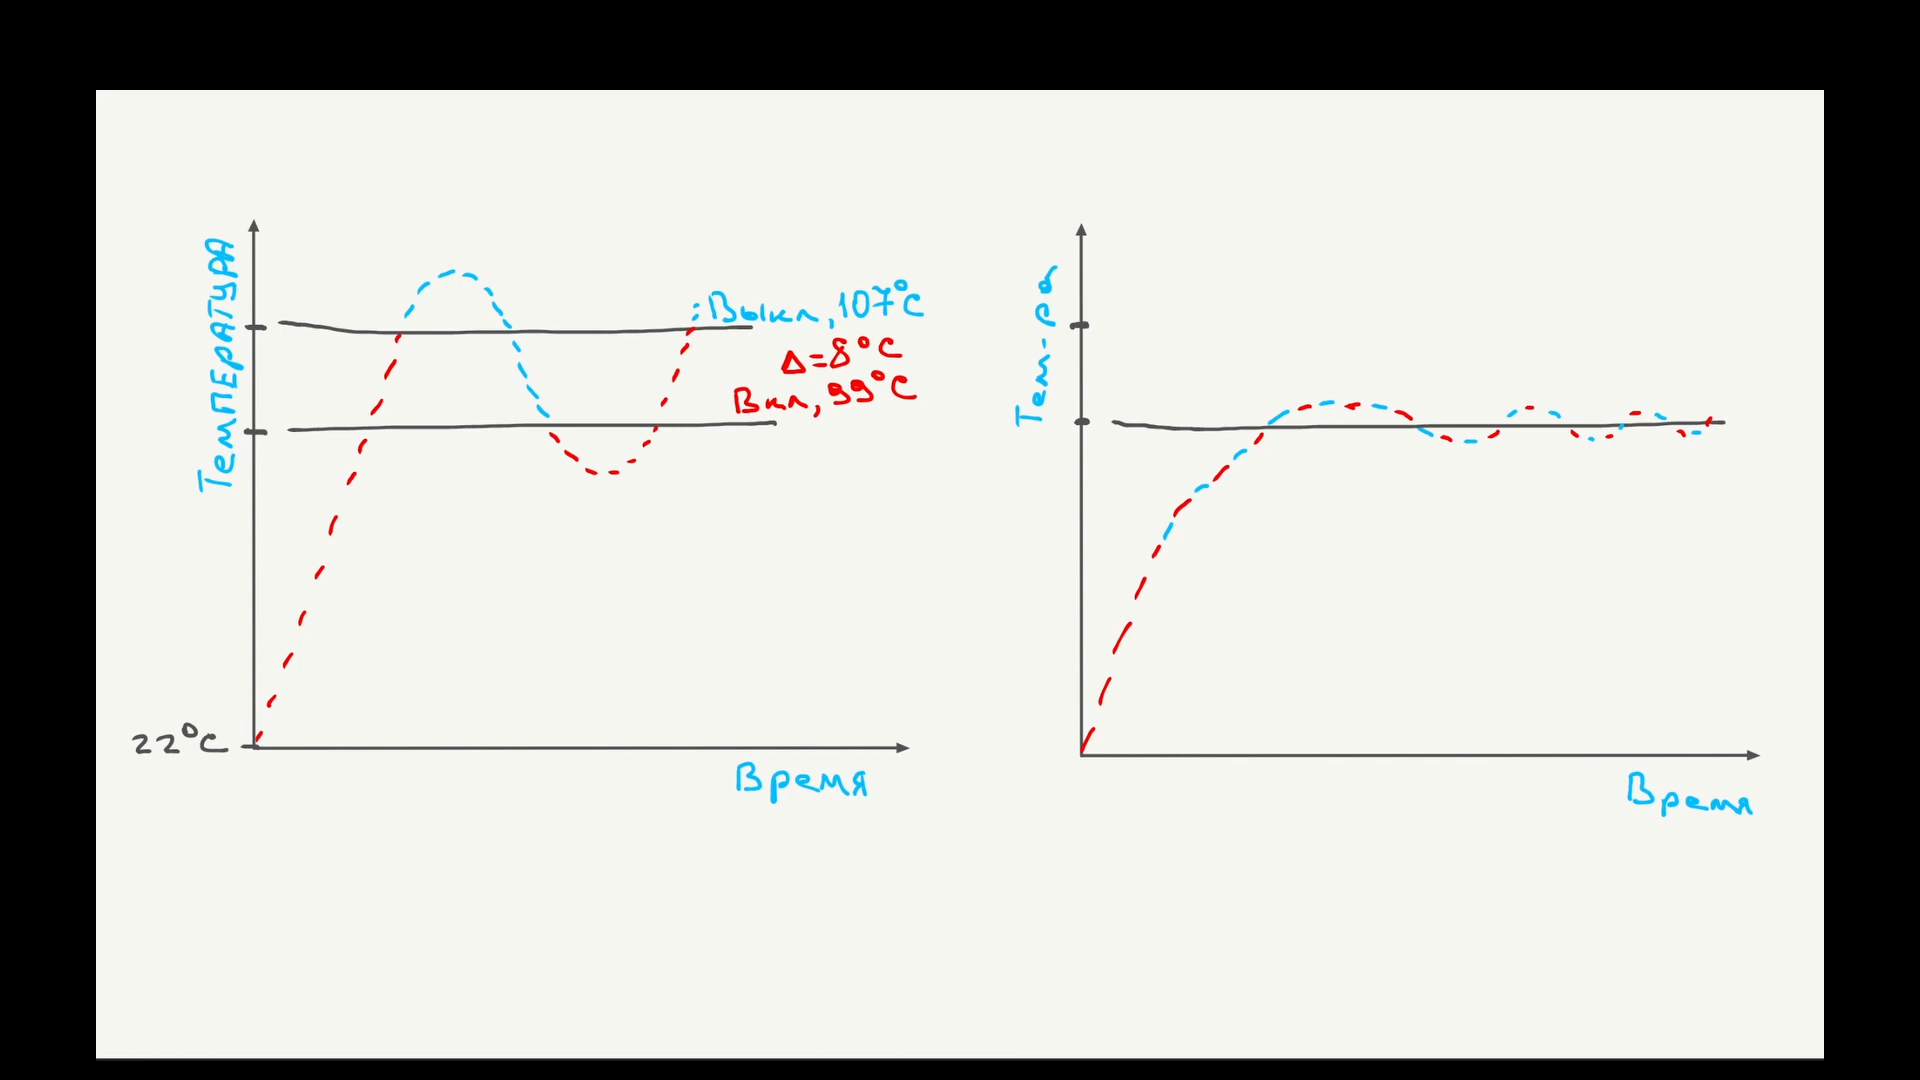 ТемПЕРАТУРА
Выкл, 107°C
Δ=8°C
Вкл, 99°C
22°C
Время
Тем-ра
Время